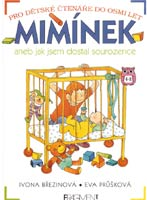 PRO DĚTSKÉ ČTENÁŘE DO OSMI LET
MIMÍNEK
aneb jak jsem dostal sourozence
IVONA BŘEZINOVÁ - EVA PRŮŠKOVÁ
FRAGMENT